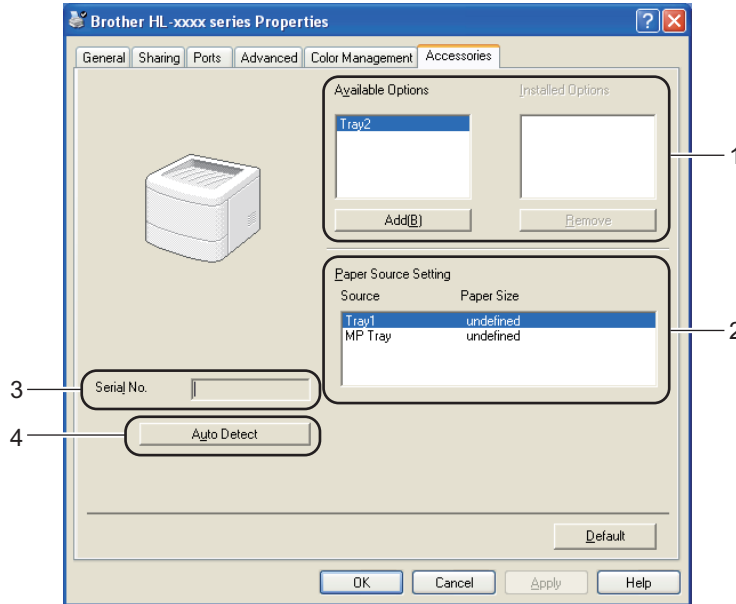 Brother HL-xxxx series Properties
General Sharing Ports Advanced Color Management Accessories
Available Options Installed Options
Tray2
1
Add(B) Remove
Paper Source Setting
Source Paper Size
Tray1 undefined
MP Tray undefined
2
3 Serial No.
4 Auto Detect
Default
OK Cancel Apply Help